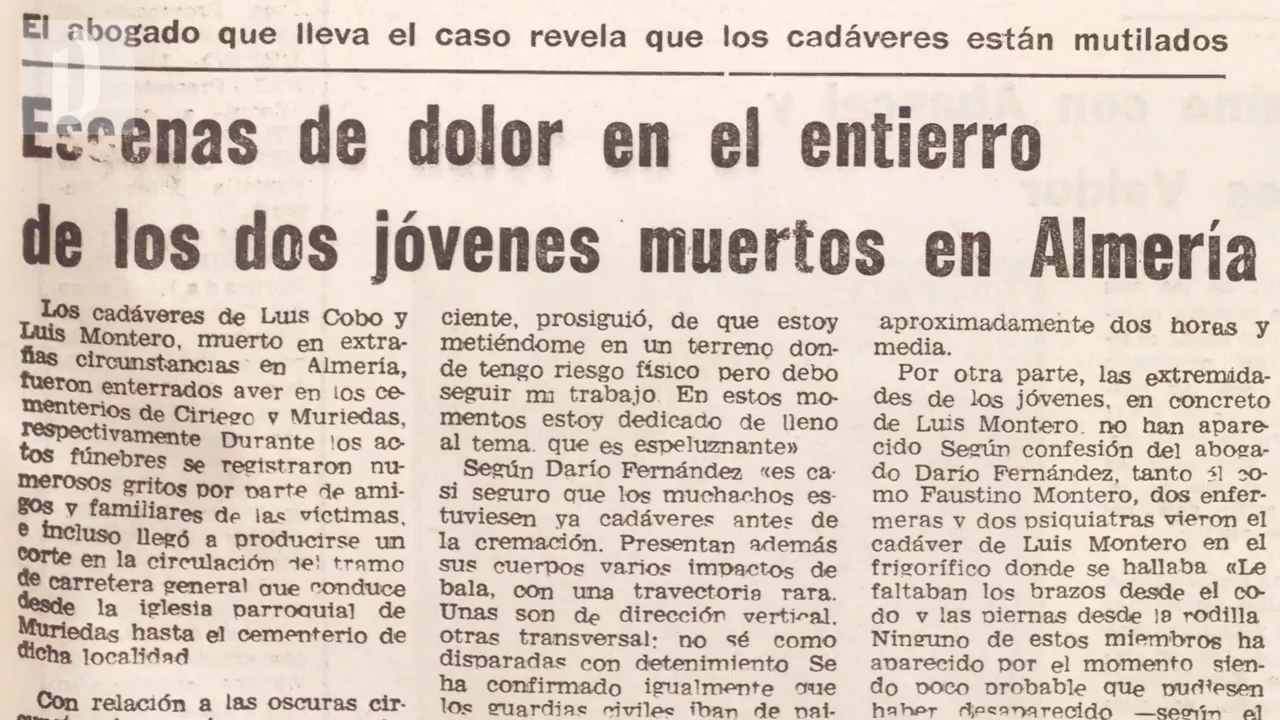 El abogado que lleva el caso revela que los cadáveres están mutilados
Escenas de dolor en el entierro
de los dos jóvenes muertos en Almería
Los cadáveres de Luis Cobo y
Luis Montero, muerto en extra-
ñas circunstancias en Almería,
fueron enterrados aver en los ce-
menterios de Ciriego v Muriedas,
respectivamente Durante los ac-
tos fúnebres se registraron nu-
merosos gritos por parte de ami-
gos y familiares de las víctimas,
e incluso llegó a producirse un
corte en la circulación del tramo
de carretera general que conduce
desde la iglesia parroquial de
Muriedas hasta el cementerio de
dicha localidad
Con relación a las oscuras cir-
ciente, prosiguió, de que estoy
metiéndome en un terreno don-
de tengo riesgo físico pero debo
seguir mi trabajo. En estos mo-
mentos estoy dedicado de lleno
al tema. que es espeluznante»
Según Darío Fernández «es ca-
si seguro que los muchachos es-
tuviesen ya cadáveres antes de
la cremación. Presentan además
sus cuerpos varios impactos de
bala, con una travectoria rara.
Unas son de dirección vertical,
otras transversal; no sé como
disparadas con detenimiento Se
ha confirmado igualmente que
los guardias civiles iban de pai-
aproximadamente dos horas y
media.
Por otra parte, las extremida-
des de los jóvenes, en concreto
de Luis Montero, no han apare-
cido Según confesión del aboga-
do Darío Fernández, tanto él co-
mo Faustino Montero, dos enfer-
meras v dos psiquiatras vieron el
cadáver de Luis Montero en el
frigorífico donde se hallaba «Le
faltaban los brazos desde el co-
do v las piernas desde la rodilla
Ninguno de estos miembros ha
aparecido por el momento sien-
do poco probable que pudiesen
haber desaparecido —según el